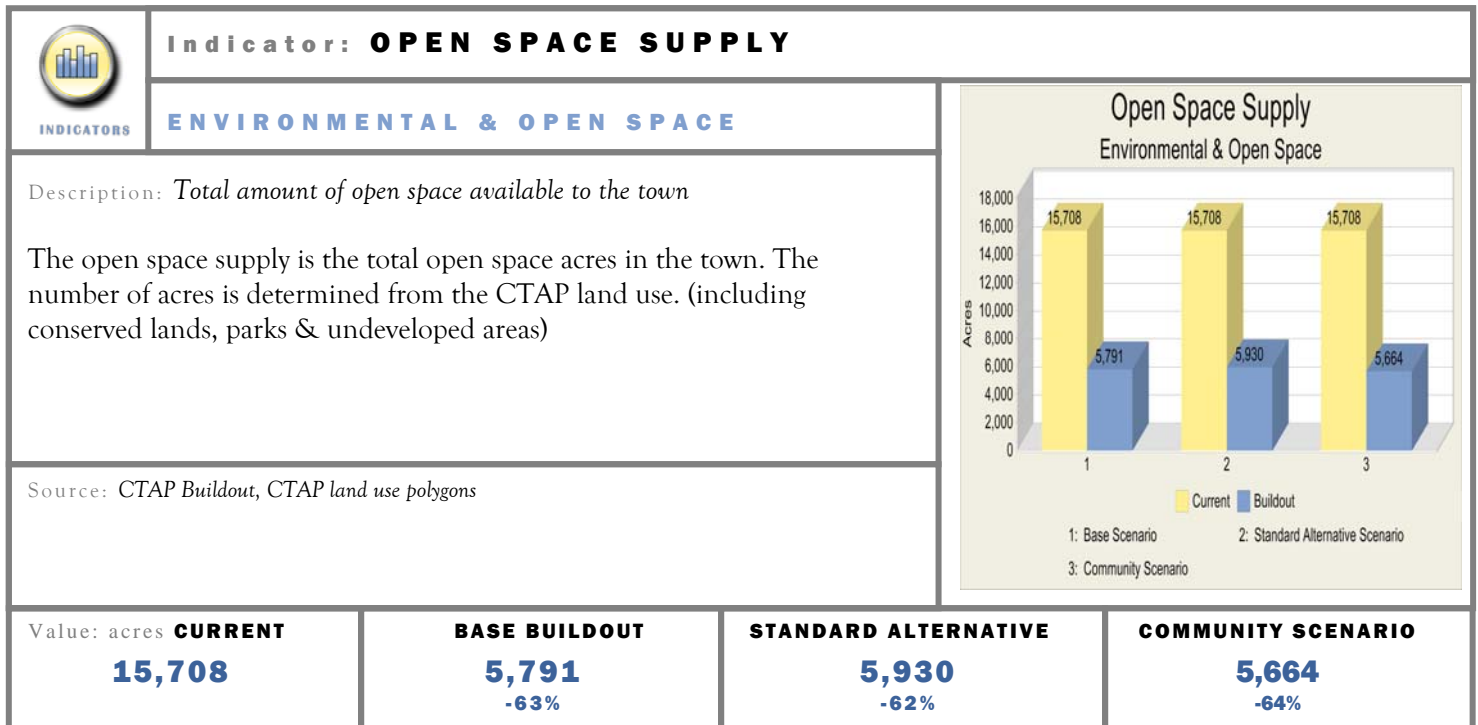 Indicator: OPEN SPACE SUPPLY
INDICATORS
ENVIRONMENTAL & OPEN SPACE
Description: Total amount of open space available to the town
The open space supply is the total open space acres in the town. The
number of acres is determined from the CTAP land use. (including
conserved lands, parks & undeveloped areas)
Source: CTAP Buildout, CTAP land use polygons
Open Space Supply
Environmental & Open Space
18,000
16,000
14,000
12,000
10,000
8,000
6,000
4,000
2,000
0
Acres
15,708
5,791
15,708
5,930
15,708
5,664
1 2 3
Current Buildout
1: Base Scenario 2: Standard Alternative Scenario
3: Community Scenario
Value: acres CURRENT
15,708
BASE BUILDOUT
5,791
-63%
STANDARD ALTERNATIVE
5,930
-62%
COMMUNITY SCENARIO
5,664
-64%